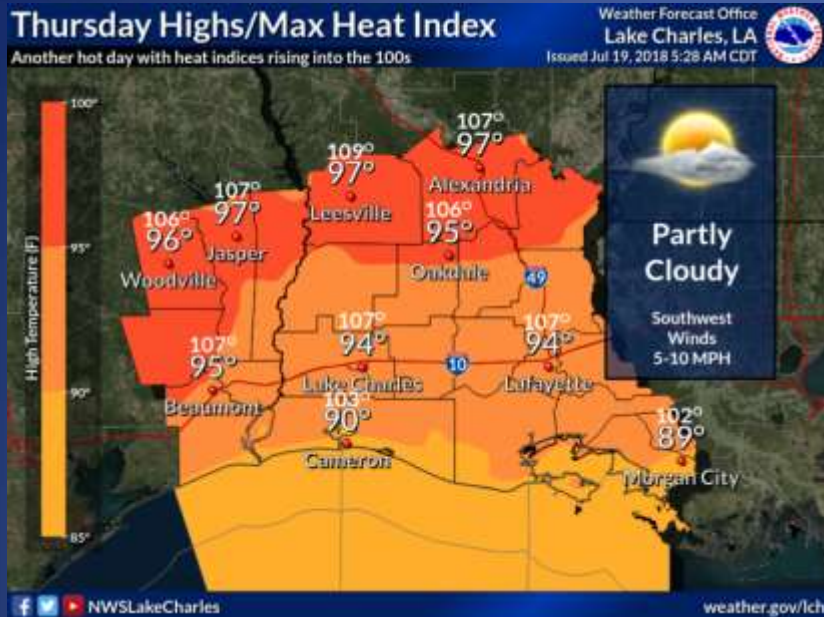 Thursday Highs/Max Heat Index
Another hot day with heat indices rising into the 100s
Weather Forecast Office
Lake Charles, LA
Issued Jul 19, 2018 5:28 AM CDT
100°
95°
90°
85°
High Temperature (F)
106°
96°
Woodville
107°
97°
Jasper
109°
97°
Leesville
107°
97°
Alexandria
106°
95°
Oakdale
49
107°
95°
Beaumont
107°
94°
Lake Charles
10
107°
94°
Lafayette
103°
90°
Cameron
102°
89°
Morgan City
Partly
Cloudy
Southwest
Winds
5-10 MPH
NWSLakeCharles
weather.gov/lch